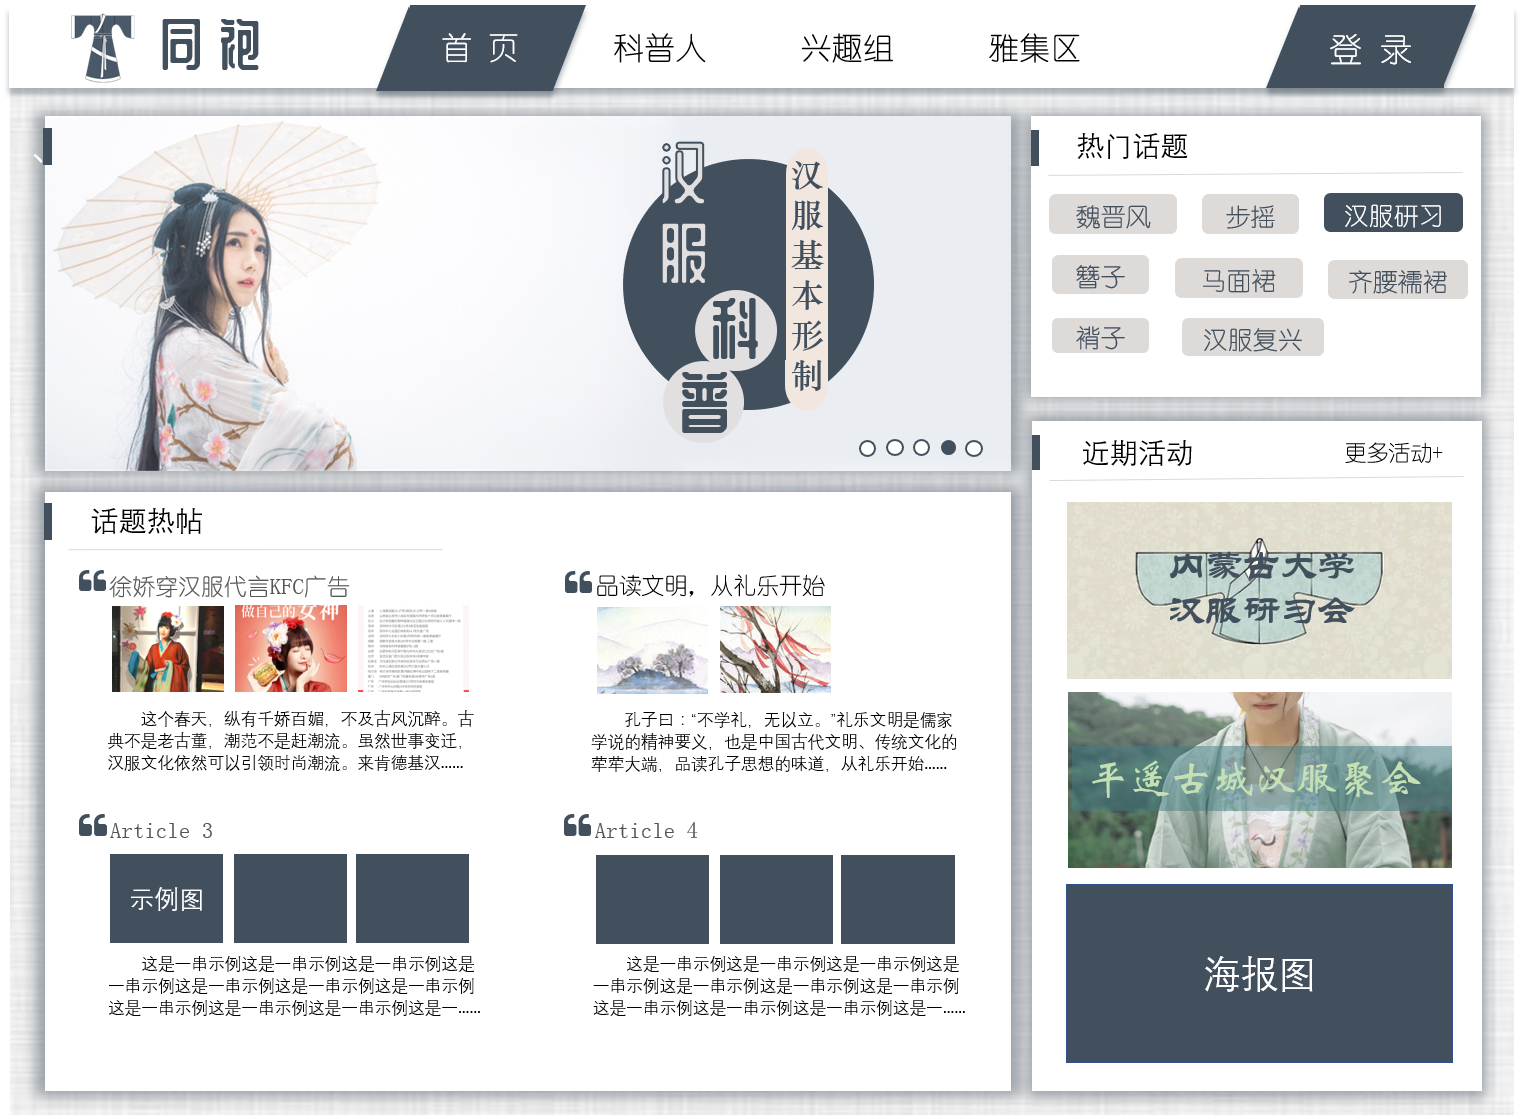 同袍
首 页
科普人
兴趣组
雅集区
登 录
汉服科普
汉服基本形制
热门话题
魏晋风
步摇
汉服研习
簪子
马面裙
齐腰襦裙
褙子
汉服复兴
近期活动
更多活动+
内蒙古大学
汉服研习会
平遥古城汉服聚会
海报图
话题热帖
徐娇穿汉服代言KFC广告
做自己的女神
这个春天，纵有千娇百媚，不及古风沉醉。古
典不是老古董，潮范不是赶潮流。虽然世事变迁，
汉服文化依然可以引领时尚潮流。来肯德基汉……
品读文明，从礼乐开始
孔子曰：“不学礼，无以立。”礼乐文明是儒家
学说的精神要义，也是中国古代文明、传统文化的
荦荦大端，品读孔子思想的味道，从礼乐开始……
Article 3
示例图
这是一串示例这是一串示例这是一串示例这是
一串示例这是一串示例这是一串示例这是一串示例
这是一串示例这是一串示例这是一串示例这是一……
Article 4
这是一串示例这是一串示例这是一串示例这是
一串示例这是一串示例这是一串示例这是一串示例
这是一串示例这是一串示例这是一串示例这是一……